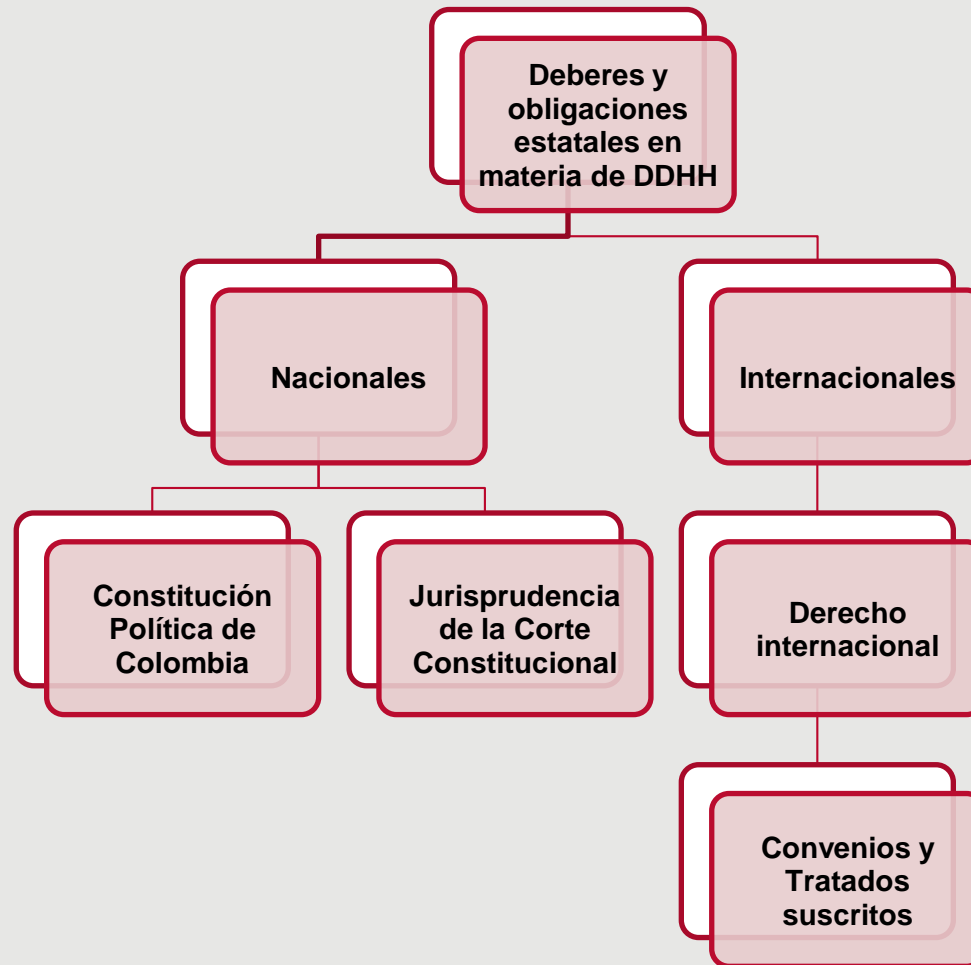 Deberes y
obligaciones
estatales en
materia de DDHH
Nacionales
Internacionales
Constitución
Política de
Colombia
Jurisprudencia
de la Corte
Constitucional
Derecho
internacional
Convenios y
Tratados
suscritos